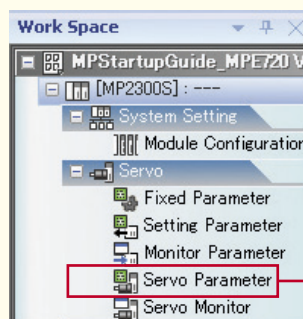 Work Space
MPStartupGuide_MPE720 V
[MP2300S] : ---
System Setting
Module Configuration
Servo
Fixed Parameter
Setting Parameter
Monitor Parameter
Servo Parameter
Servo Monitor